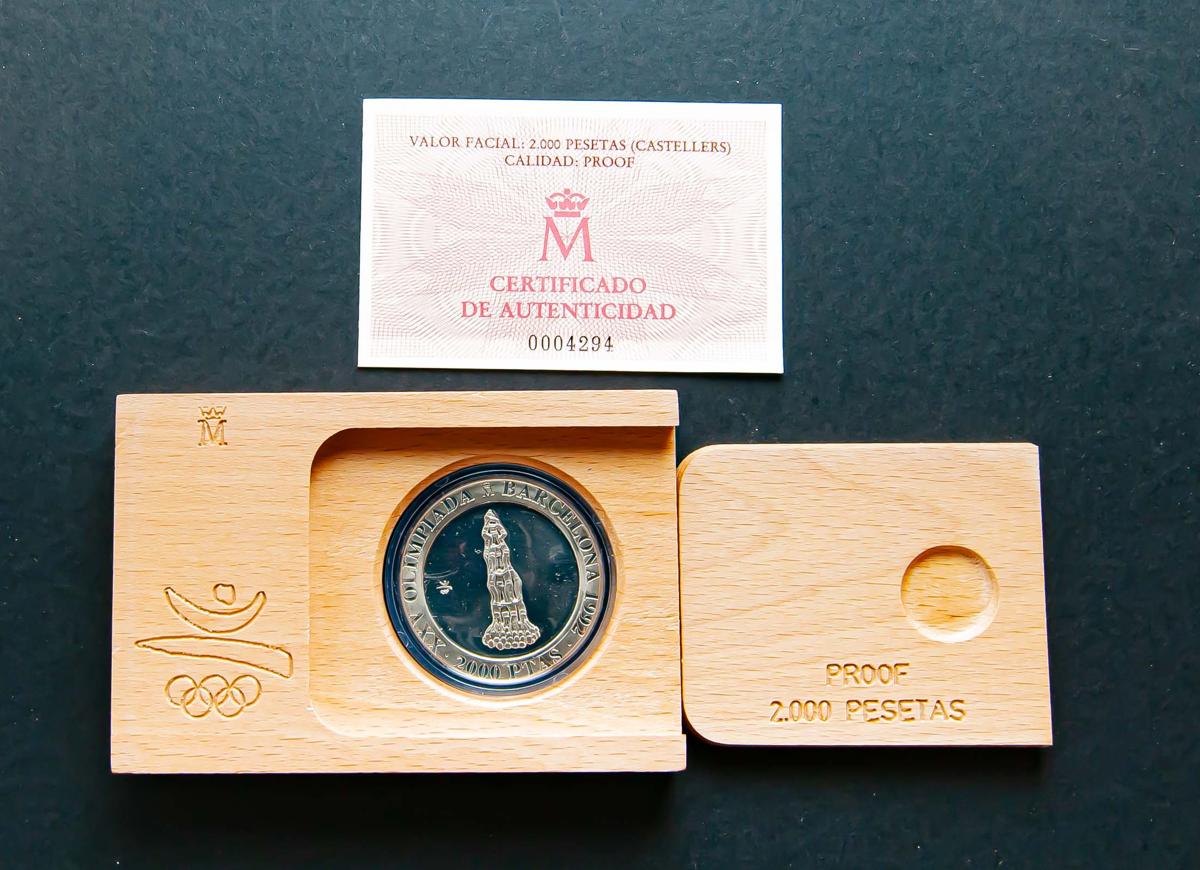 VALOR FACIAL: 2.000 PESETAS (CASTELLERS)
CALIDAD: PROOF
M
CERTIFICADO
DE AUTENTICIDAD
0004294
M
XXV OLIMPIADA M BARCELONA 1992
· 2000 PTAS ·
PROOF
2.000 PESETAS